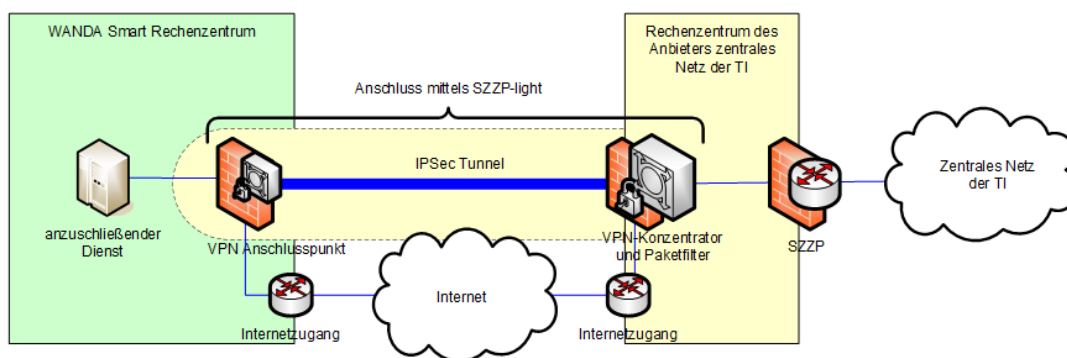 WANDA Smart Rechenzentrum
Rechenzentrum des
Anbieters zentrales
Netz der TI
Anschluss mittels SZZP-light
IPSec Tunnel
Zentrales Netz
der TI
anzuschließender
Dienst
VPN Anschlusspunkt
VPN-Konzentrator
und Paketfilter
SZZP
Internet
Internetzugang
Internetzugang